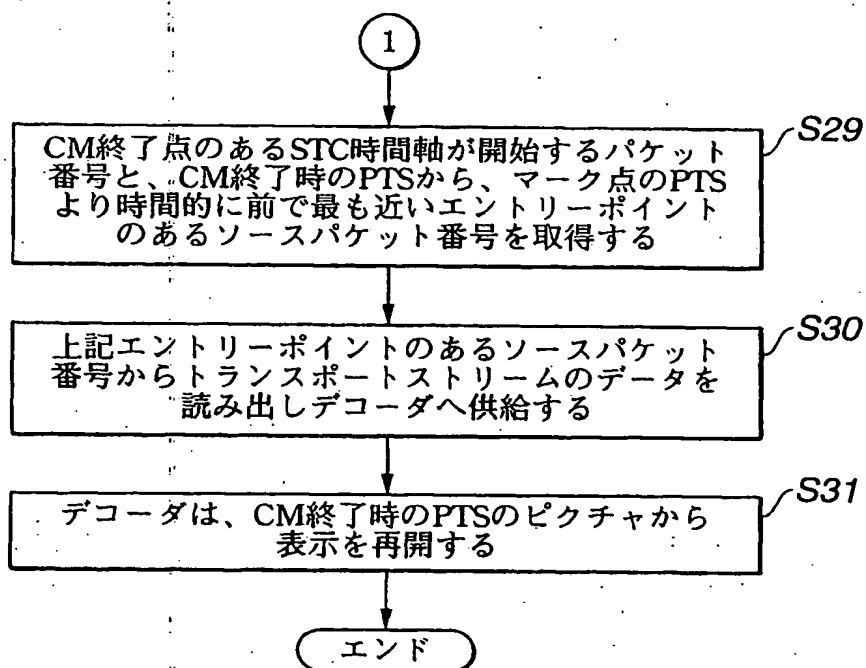 1
CM終了点のあるSTC時間軸が開始するパケット
番号と、CM終了時のPTSから、マーク点のPTS
より時間的に前で最も近いエントリーポイント
のあるソースパケット番号を取得する
S29
上記エントリーポイントのあるソースパケット
番号からトランスポートストリームのデータを
読み出しデコーダへ供給する
S30
デコーダは、CM終了時のPTSのピクチャから
表示を再開する
S31
エンド